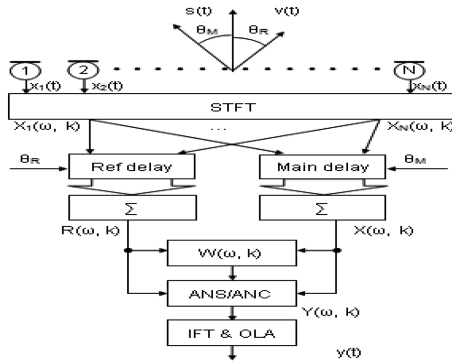 s(t) v(t)
θM θR
1 2 N
x1(t) x2(t) xN(t)
STFT
X1(ω, k) ... XN(ω, k)
θR Ref delay Main delay θM
Σ Σ
R(ω, k) X(ω, k)
W(ω, k)
ANS/ANC
Y(ω, k)
IFT & OLA
y(t)